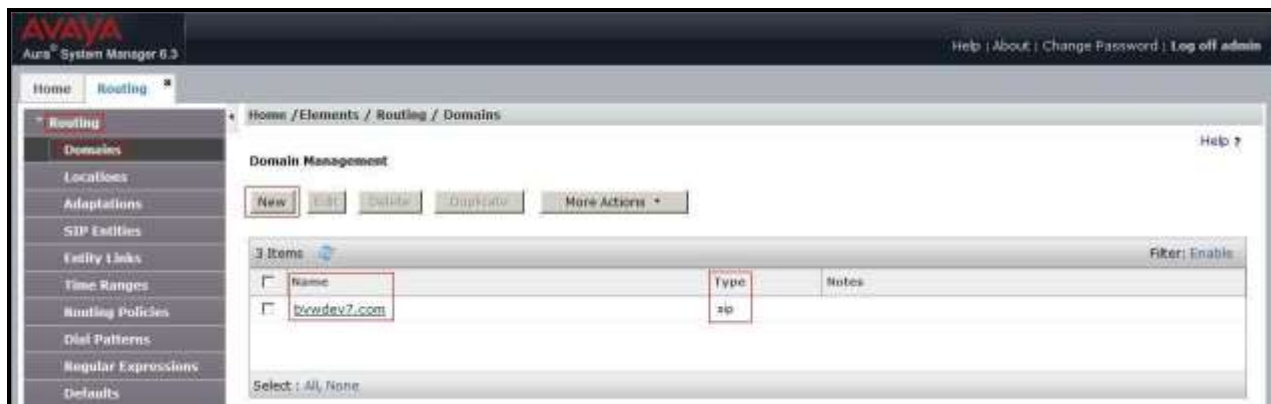 AVAYA
Aura® System Manager 6.3
Help | About | Change Password | Log off admin
Home Routing
Routing
Home / Elements / Routing / Domains
Help ?
Domains
Domain Management
Locations
Adaptations
New Edit Delete Duplicate More Actions
SIP Entities
Entity Links
3 Items
Filter: Enable
Time Ranges
Name Type Notes
Routing Policies
bvwdev7.com sip
Dial Patterns
Regular Expressions
Defaults
Select : All, None